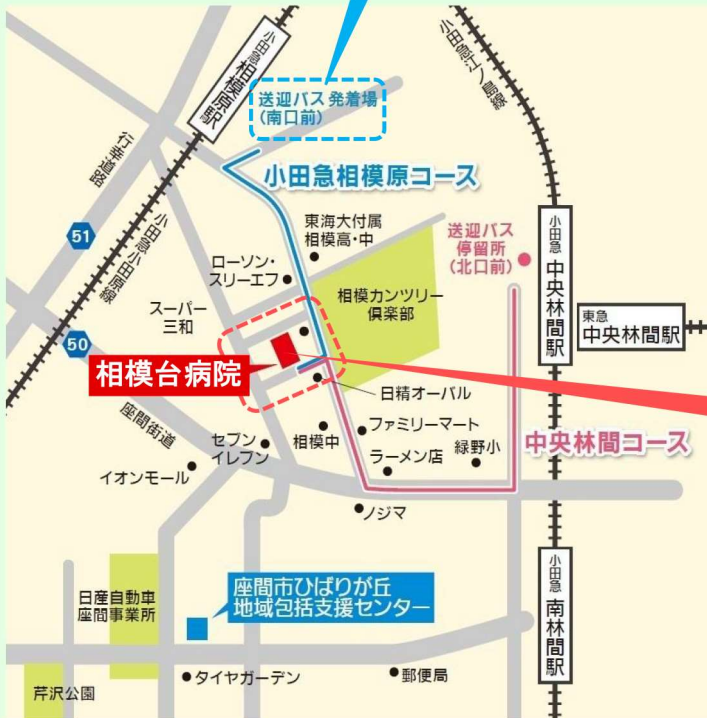 小田急
相模原駅
送迎バス 発着場
(南口前)
小田急江ノ島線
行幸道路
小田急相模原コース
51
小田急小田原線
東海大付属
相模高・中
送迎バス
停留所
(北口前)
小田急
中央林間駅
ローソン・
スリーエフ
相模カンツリー
倶楽部
スーパー
三和
東急
中央林間駅
50
相模台病院
日精オーバル
座間街道
セブン
イレブン
相模中
ファミリーマート
中央林間コース
ラーメン店
緑野小
イオンモール
ノジマ
小田急
南林間駅
日産自動車
座間事業所
座間市ひばりが丘
地域包括支援センター
タイヤガーデン
郵便局
芹沢公園